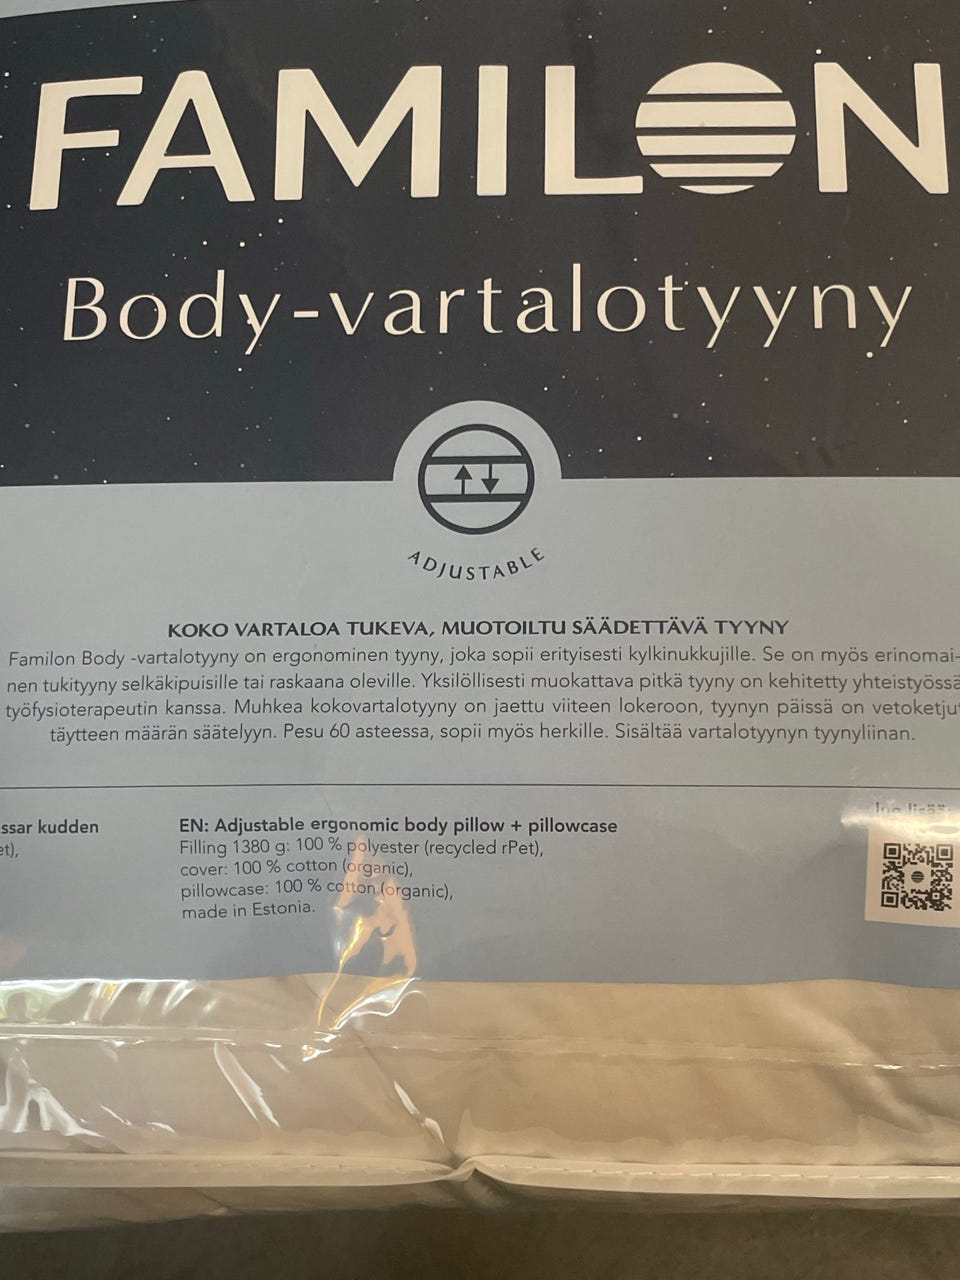 FAMILON
Body-vartalotyyny
ADJUSTABLE
KOKO VARTALOA TUKEVA, MUOTOILTU SÄÄDETTÄVÄ TYYNY
Familon Body -vartalotyyny on ergonominen tyyny, joka sopii erityisesti kylkinukkujille. Se on myös erinomai-
nen tukityyny selkäkipuisille tai raskaana oleville. Yksilöllisesti muokattava pitkä tyyny on kehitetty yhteistyössä
työfysioterapeutin kanssa. Muhkea kokovartalotyyny on jaettu viiteen lokeroon, tyynyn päissä on vetoketjut
täytteen määrän säätelyyn. Pesu 60 asteessa, sopii myös herkille. Sisältää vartalotyynyn tyynyliinan.
ssar kudden
et),
EN: Adjustable ergonomic body pillow + pillowcase
Filling 1380 g: 100 % polyester (recycled rPet),
cover: 100 % cotton (organic),
pillowcase: 100 % cotton (organic),
made in Estonia.